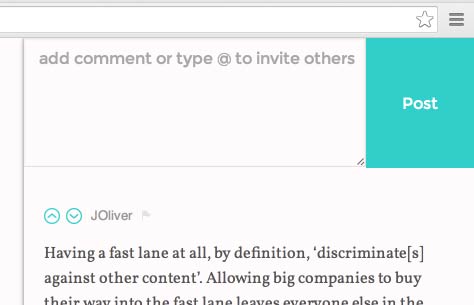 add comment or type @ to invite others
Post
JOliver
Having a fast lane at all, by definition, ‘discriminate[s]
against other content’. Allowing big companies to buy
their way into the fast lane leaves everyone else in the